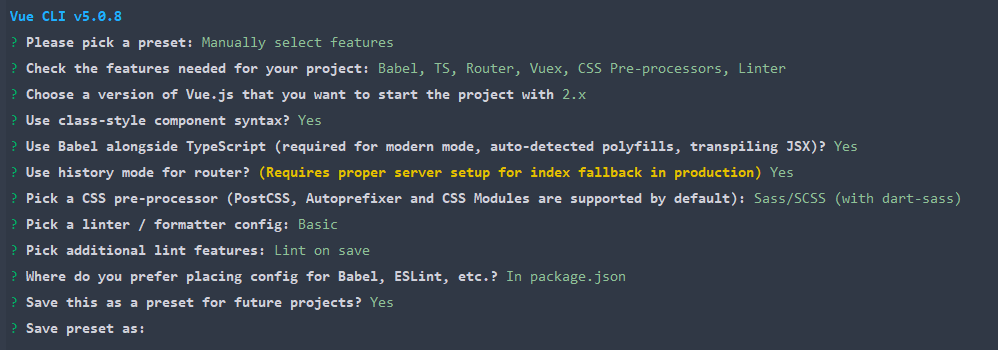 Vue CLI v5.0.8
? Please pick a preset: Manually select features
? Check the features needed for your project: Babel, TS, Router, Vuex, CSS Pre-processors, Linter
? Choose a version of Vue.js that you want to start the project with 2.x
? Use class-style component syntax? Yes
? Use Babel alongside TypeScript (required for modern mode, auto-detected polyfills, transpiling JSX)? Yes
? Use history mode for router? (Requires proper server setup for index fallback in production) Yes
? Pick a CSS pre-processor (PostCSS, Autoprefixer and CSS Modules are supported by default): Sass/SCSS (with dart-sass)
? Pick a linter / formatter config: Basic
? Pick additional lint features: Lint on save
? Where do you prefer placing config for Babel, ESLint, etc.? In package.json
? Save this as a preset for future projects? Yes
? Save preset as: